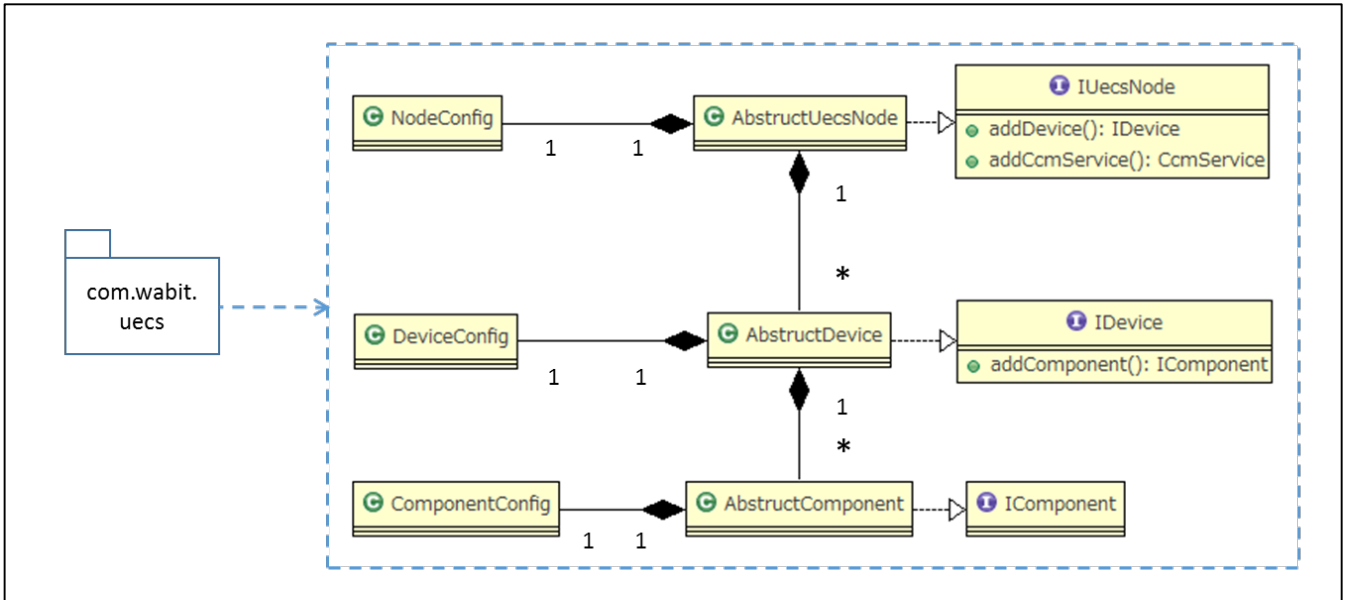 C NodeConfig
1
1
C AbstructUecsNode
I IUecsNode
addDevice(): IDevice
addCcmService(): CcmService
1
*
com.wabit.
uecs
C DeviceConfig
1
1
C AbstructDevice
I IDevice
addComponent(): IComponent
1
*
C ComponentConfig
1
1
C AbstructComponent
I IComponent